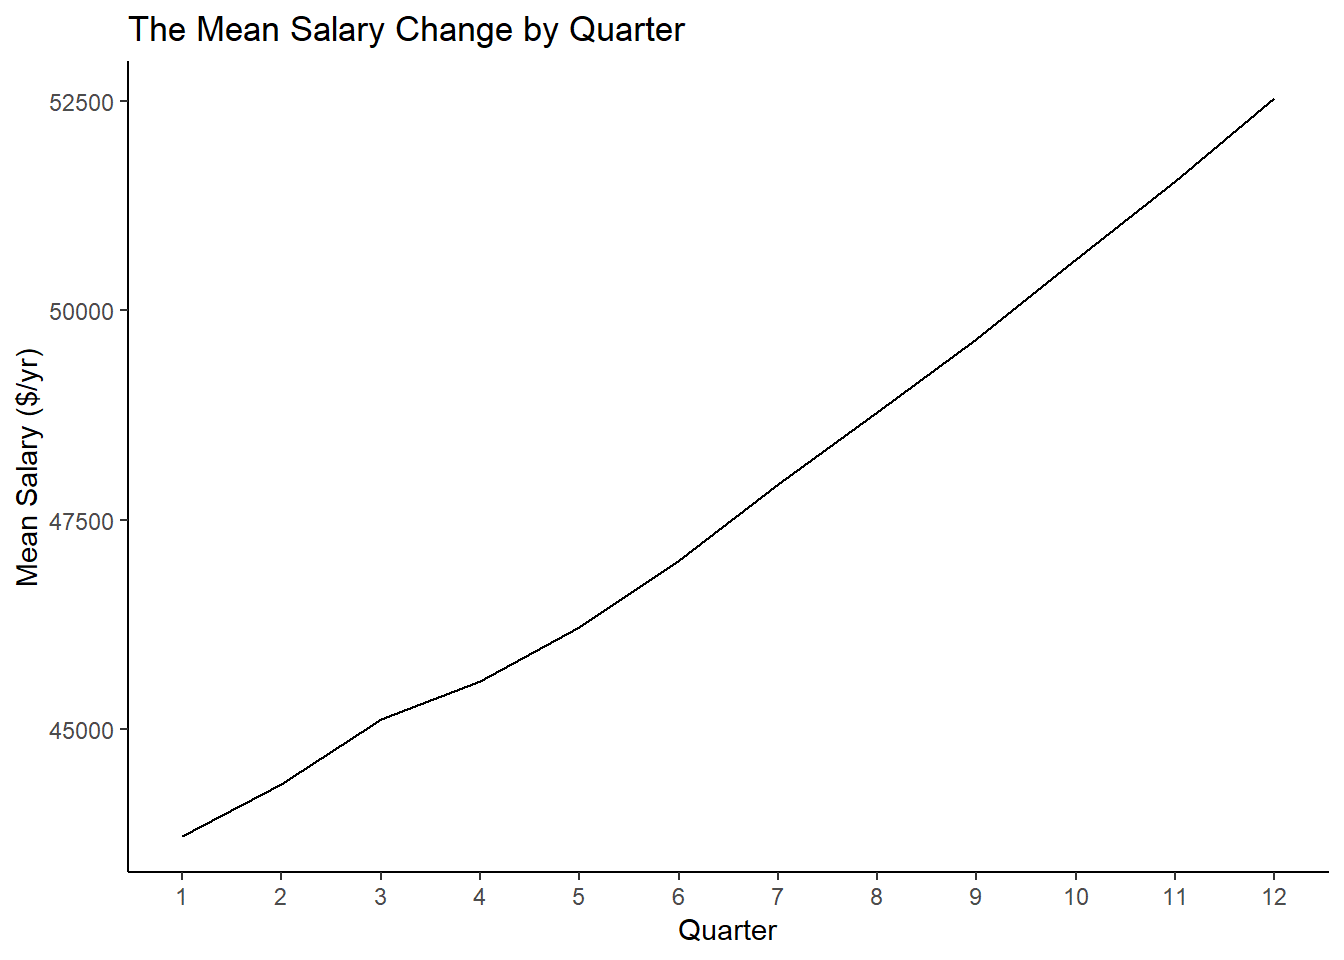 The Mean Salary Change by Quarter
52500
50000
47500
45000
Mean Salary ($/yr)
1 2 3 4 5 6 7 8 9 10 11 12
Quarter